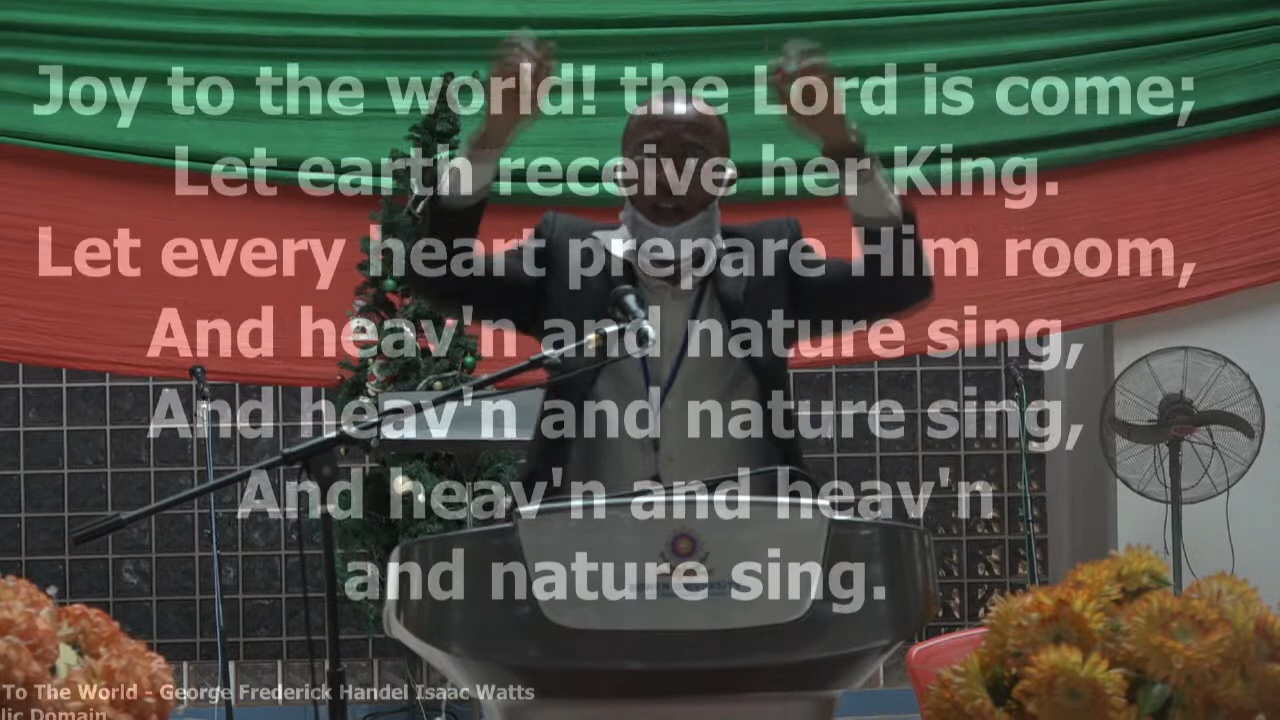 Joy to the world! the Lord is come;
Let earth receive her King.
Let every heart prepare Him room,
And heav'n and nature sing,
And heav'n and nature sing,
And heav'n and heav'n
and nature sing.
To The World - George Frederick Handel Isaac Watts
lic Domain